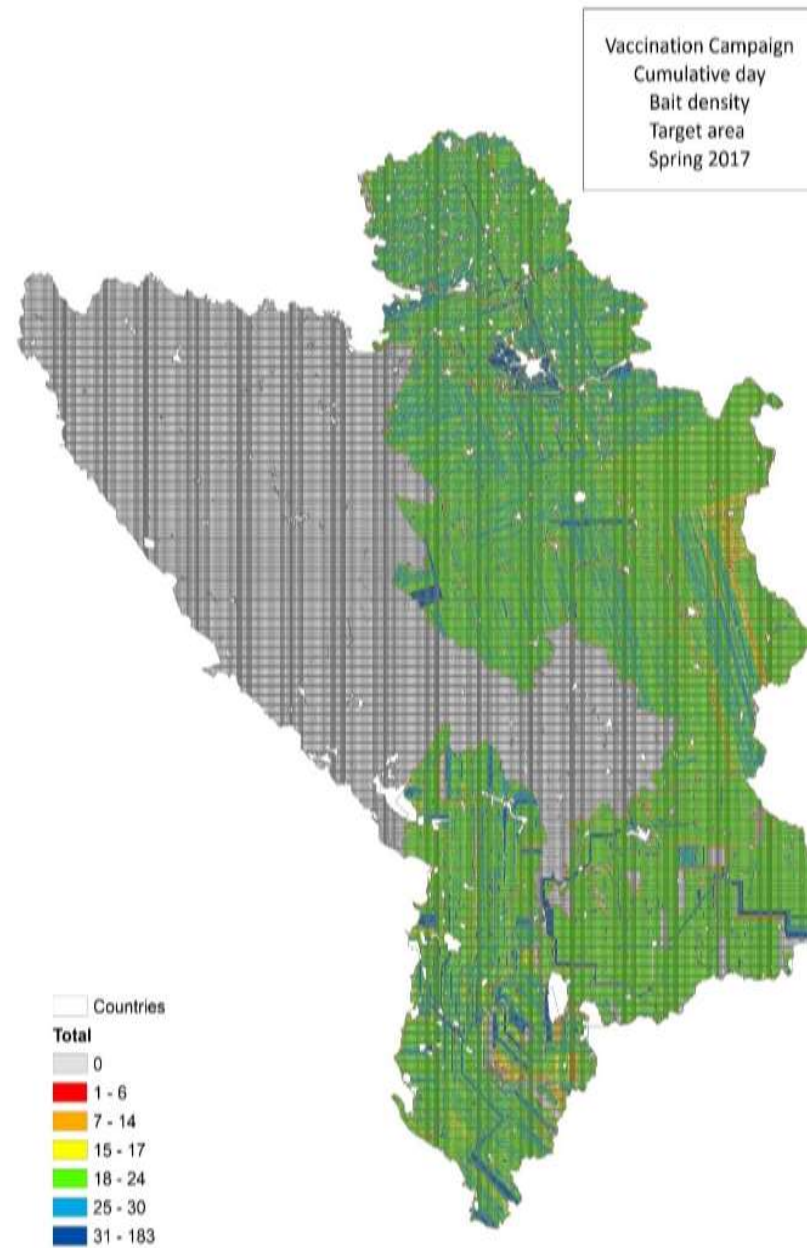 Vaccination Campaign
Cumulative day
Bait density
Target area
Spring 2017
Countries
Total
0
1 - 6
7 - 14
15 - 17
18 - 24
25 - 30
31 - 183